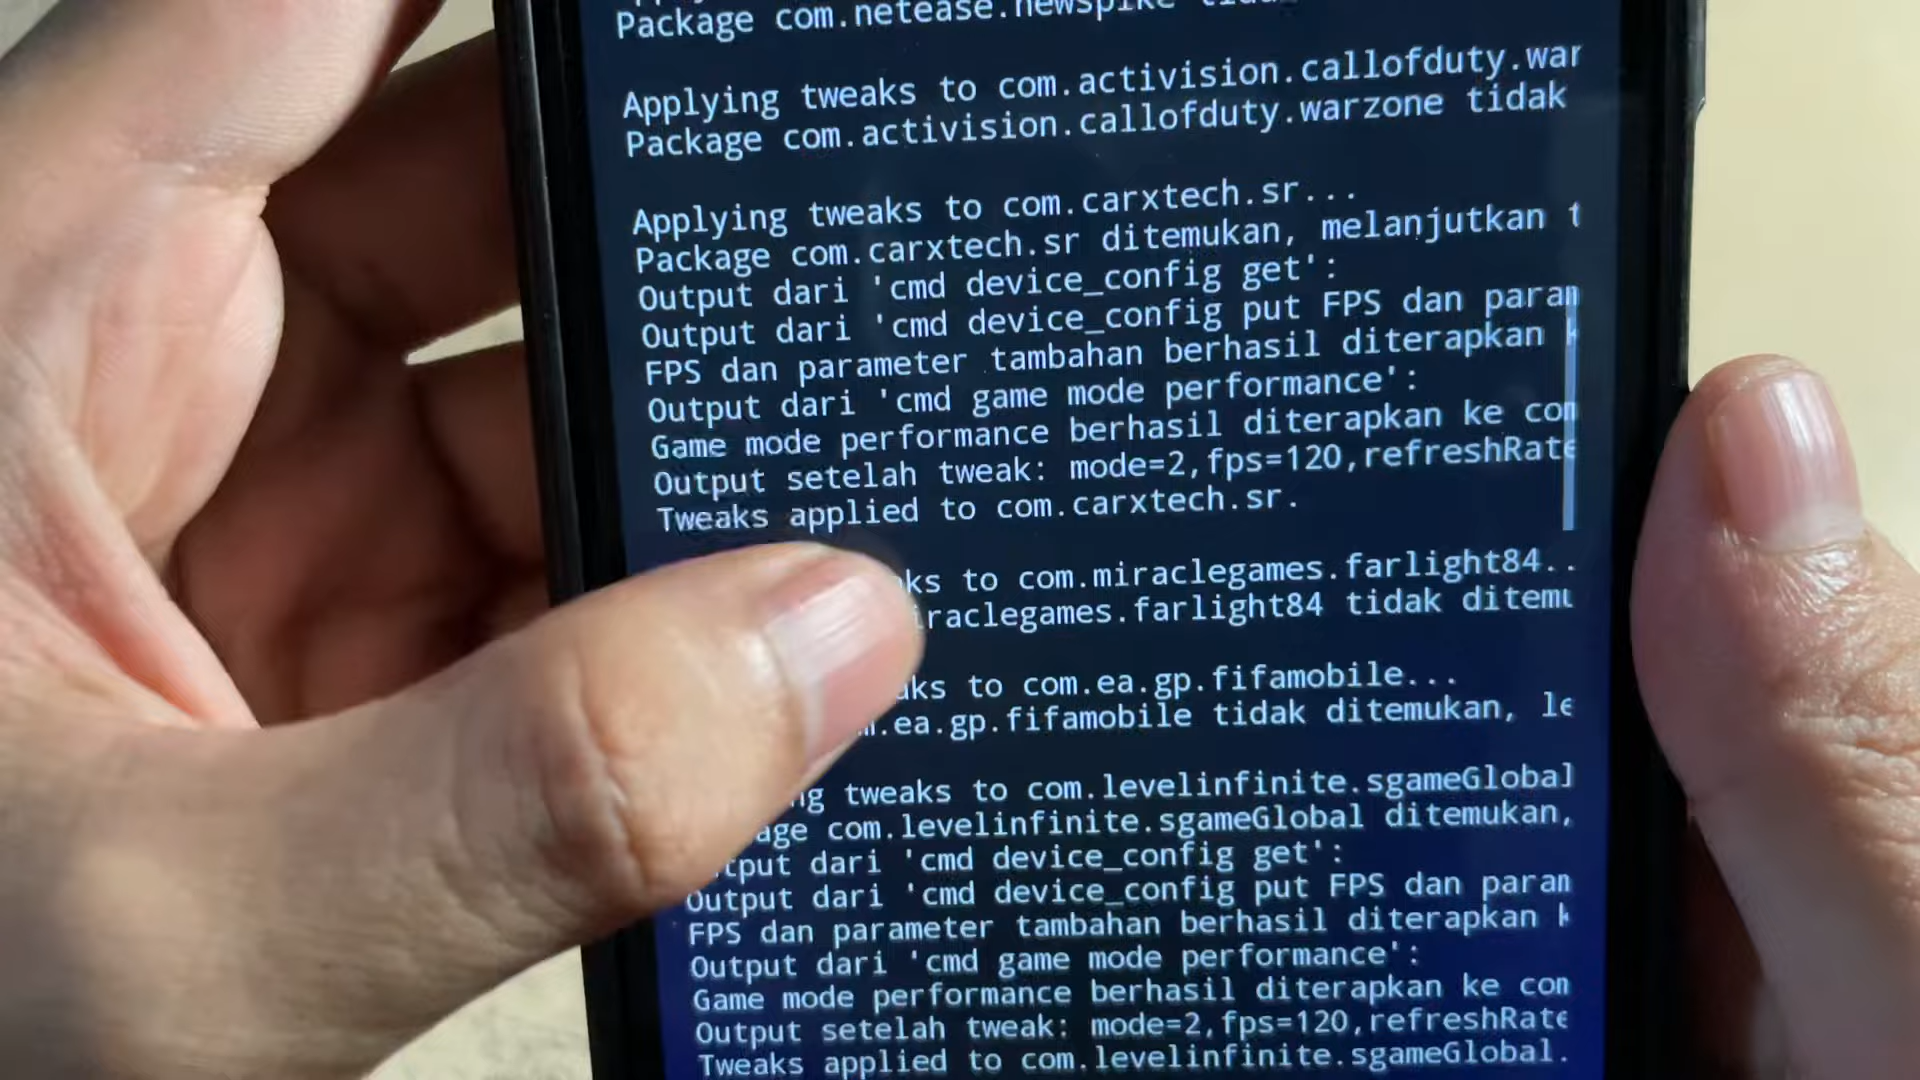 Package com.netease.newspike
Applying tweaks to com.activision.callofduty.war
Package com.activision.callofduty.warzone tidak
Applying tweaks to com.carxtech.sr...
Package com.carxtech.sr ditemukan, melanjutkan t
Output dari 'cmd device_config get':
Output dari 'cmd device_config put FPS dan param
FPS dan parameter tambahan berhasil diterapkan k
Output dari 'cmd game mode performance':
Game mode performance berhasil diterapkan ke com
Output setelah tweak: mode=2,fps=120,refreshRate
Tweaks applied to com.carxtech.sr.
ks to com.miraclegames.farlight84..
iraclegames.farlight84 tidak ditemu
aks to com.ea.gp.fifamobile...
.ea.gp.fifamobile tidak ditemukan, le
ng tweaks to com.levelinfinite.sgameGlobal
age com.levelinfinite.sgameGlobal ditemukan,
tput dari 'cmd device_config get':
Output dari 'cmd device_config put FPS dan param
FPS dan parameter tambahan berhasil diterapkan k
Output dari 'cmd game mode performance':
Game mode performance berhasil diterapkan ke com
Output setelah tweak: mode=2,fps=120,refreshRate
Tweaks applied to com.levelinfinite.sgameGlobal.